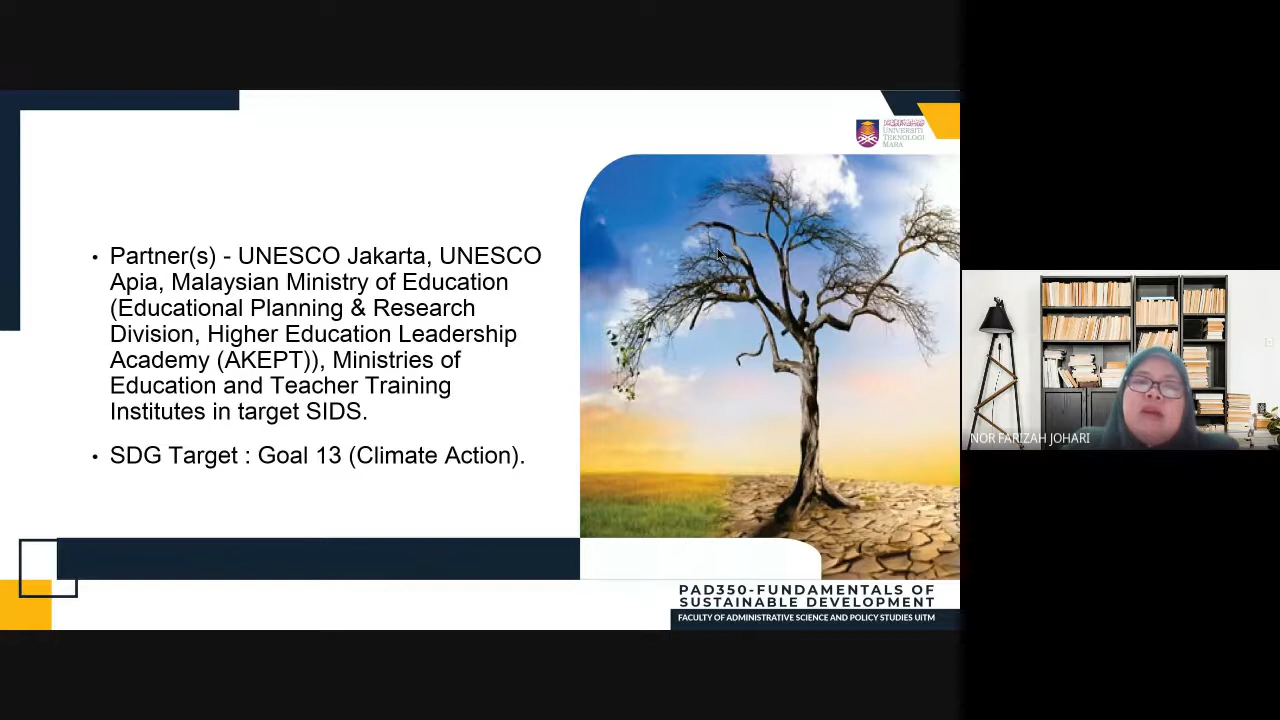 UNIVERSITI
TEKNOLOGI
MARA
• Partner(s) - UNESCO Jakarta, UNESCO
Apia, Malaysian Ministry of Education
(Educational Planning & Research
Division, Higher Education Leadership
Academy (AKEPT)), Ministries of
Education and Teacher Training
Institutes in target SIDS.
• SDG Target : Goal 13 (Climate Action).
PAD350-FUNDAMENTALS OF
SUSTAINABLE DEVELOPMENT
FACULTY OF ADMINISTRATIVE SCIENCE AND POLICY STUDIES UITM
NOR FARIZAH JOHARI